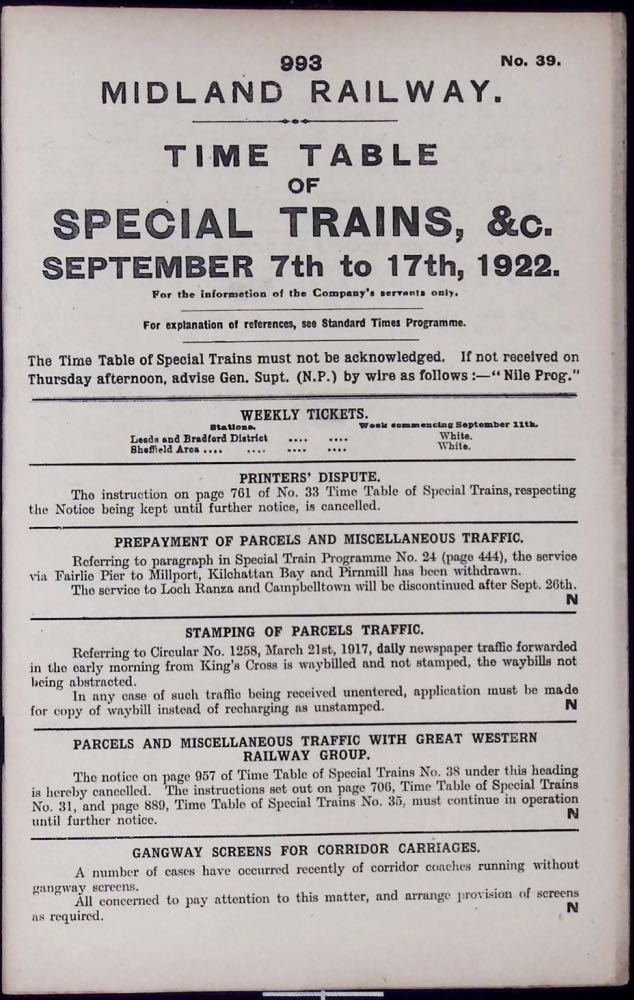 993
No. 39.
MIDLAND RAILWAY.
TIME TABLE
OF
SPECIAL TRAINS, &c.
SEPTEMBER 7th to 17th, 1922.
For the information of the Company's servants only.
For explanation of references, see Standard Times Programme.
The Time Table of Special Trains must not be acknowledged. If not received on
Thursday afternoon, advise Gen. Supt. (N.P.) by wire as follows :—“Nile Prog.”
WEEKLY TICKETS.
Stations. Week commencing September 11th.
Leeds and Bradford District .... .... White.
Sheffield Area .... .... .... .... White.
PRINTERS' DISPUTE.
The instruction on page 761 of No. 33 Time Table of Special Trains, respecting
the Notice being kept until further notice, is cancelled.
PREPAYMENT OF PARCELS AND MISCELLANEOUS TRAFFIC.
Referring to paragraph in Special Train Programme No. 24 (page 444), the service
via Fairlie Pier to Millport, Kilchattan Bay and Pirnmill has been withdrawn.
The service to Loch Ranza and Campbelltown will be discontinued after Sept. 26th.
N
STAMPING OF PARCELS TRAFFIC.
Referring to Circular No. 1258, March 21st, 1917, daily newspaper traffic forwarded
in the early morning from King's Cross is waybilled and not stamped, the waybills not
being abstracted.
In any case of such traffic being received unentered, application must be made
for copy of waybill instead of recharging as unstamped. N
PARCELS AND MISCELLANEOUS TRAFFIC WITH GREAT WESTERN
RAILWAY GROUP.
The notice on page 957 of Time Table of Special Trains No. 38 under this heading
is hereby cancelled. The instructions set out on page 706, Time Table of Special Trains
No. 31, and page 889, Time Table of Special Trains No. 35, must continue in operation
until further notice. N
GANGWAY SCREENS FOR CORRIDOR CARRIAGES.
A number of cases have occurred recently of corridor coaches running without
gangway screens.
All concerned to pay attention to this matter, and arrange provision of screens
as required. N